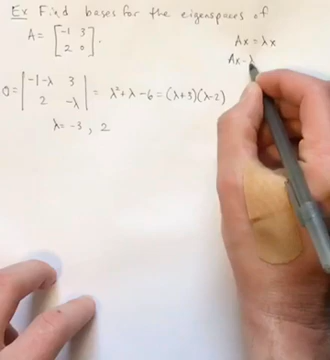 Ex Find bases for the eigenspaces of
A = [-1 3
2 0].
Ax = λx
Ax - λ
0 = |-1-λ 3
2 -λ| = λ² + λ - 6 = (λ+3)(λ-2)
λ = -3, 2